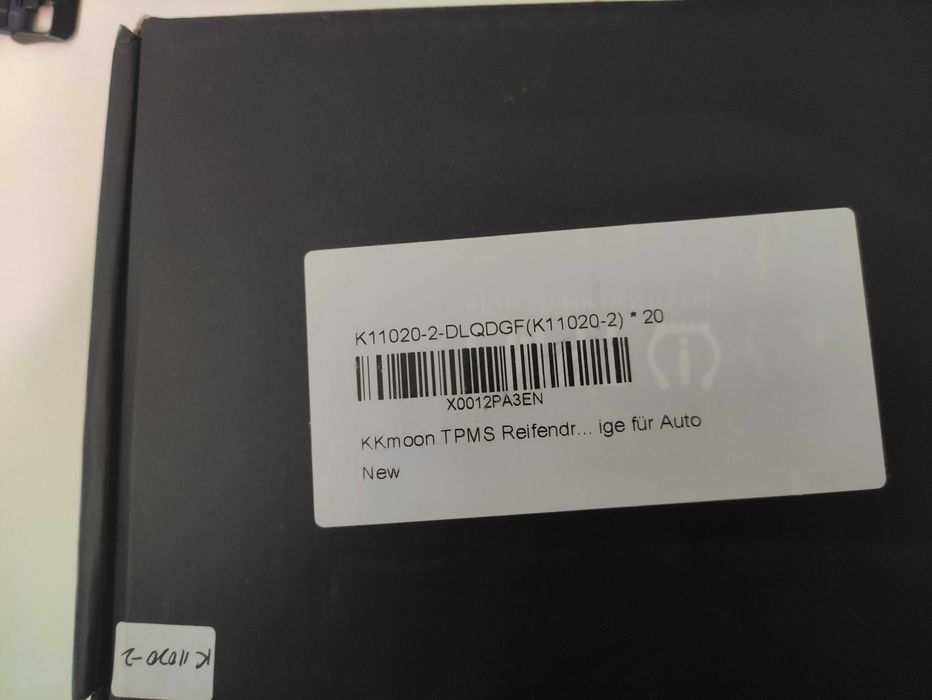 K11020-2-DLQDGF(K11020-2) * 20
X0012PA3EN
KKmoon TPMS Reifendr... ige für Auto
New
K11020-2